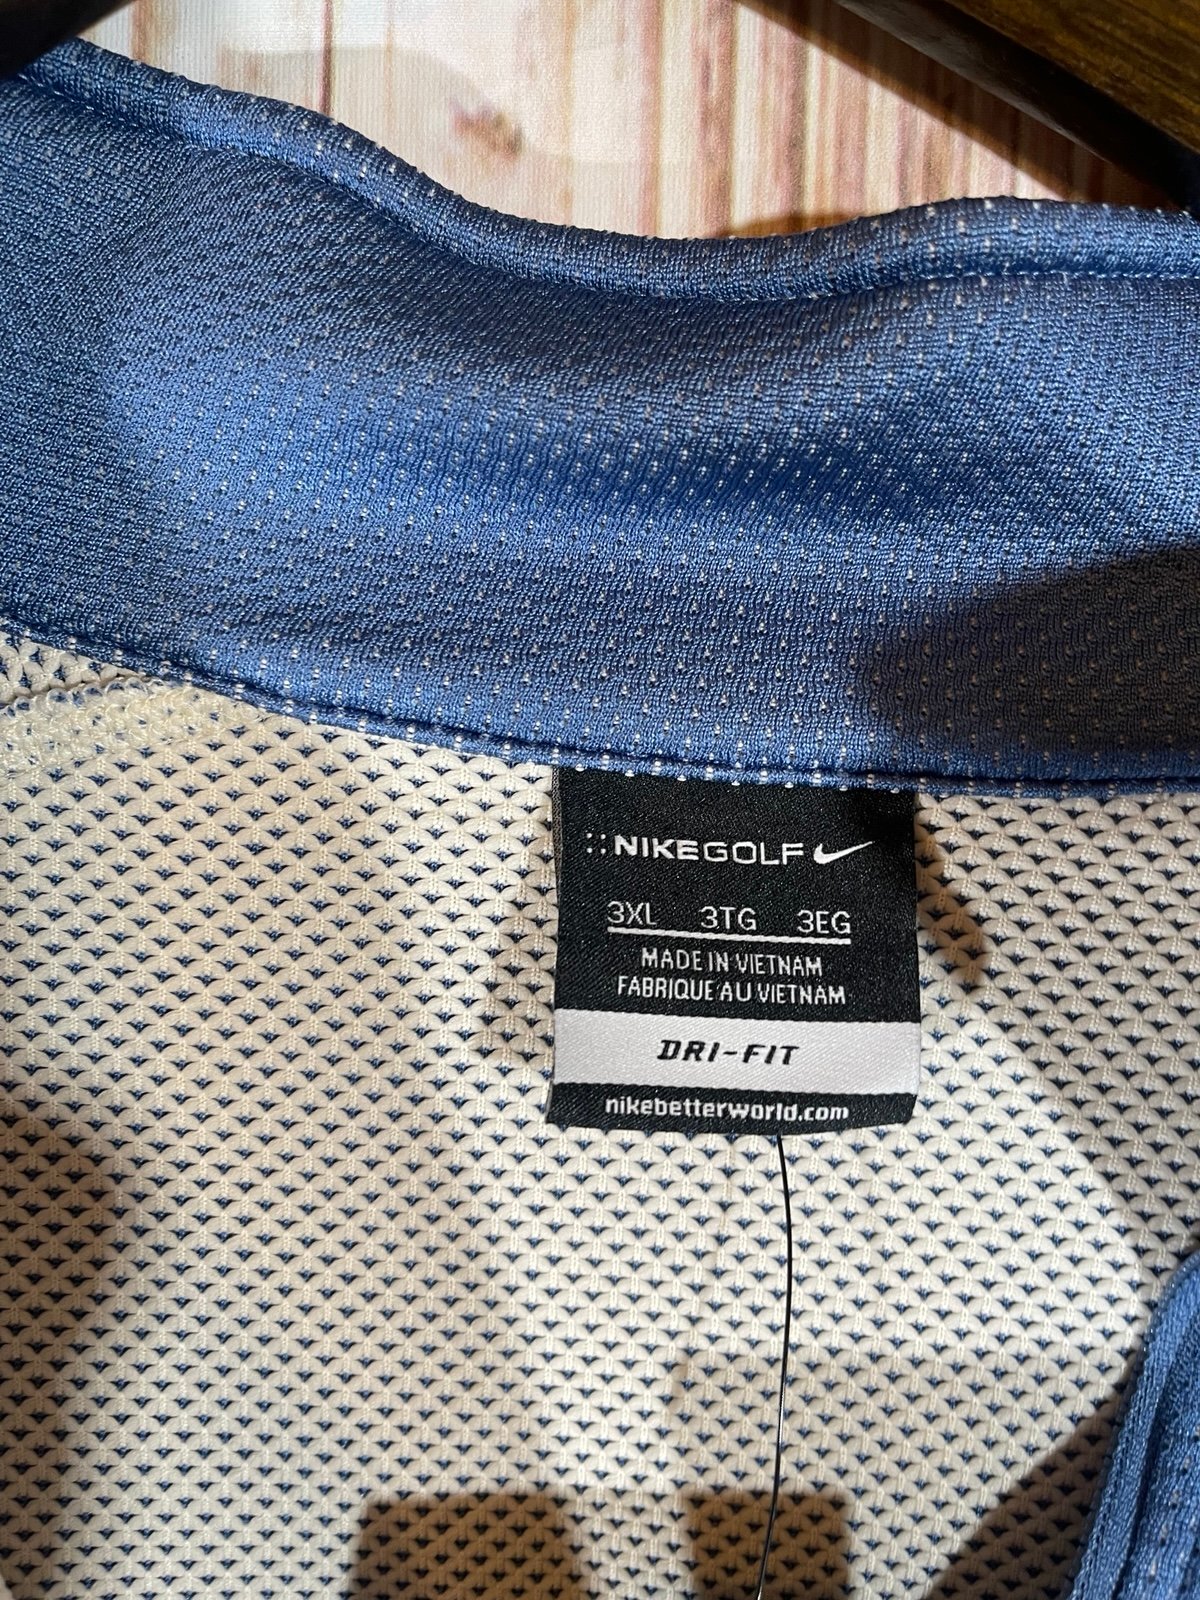 NIKEGOLF
3XL 3TG 3EG
MADE IN VIETNAM
FABRIQUE AU VIETNAM
DRI-FIT
nikebetterworld.com